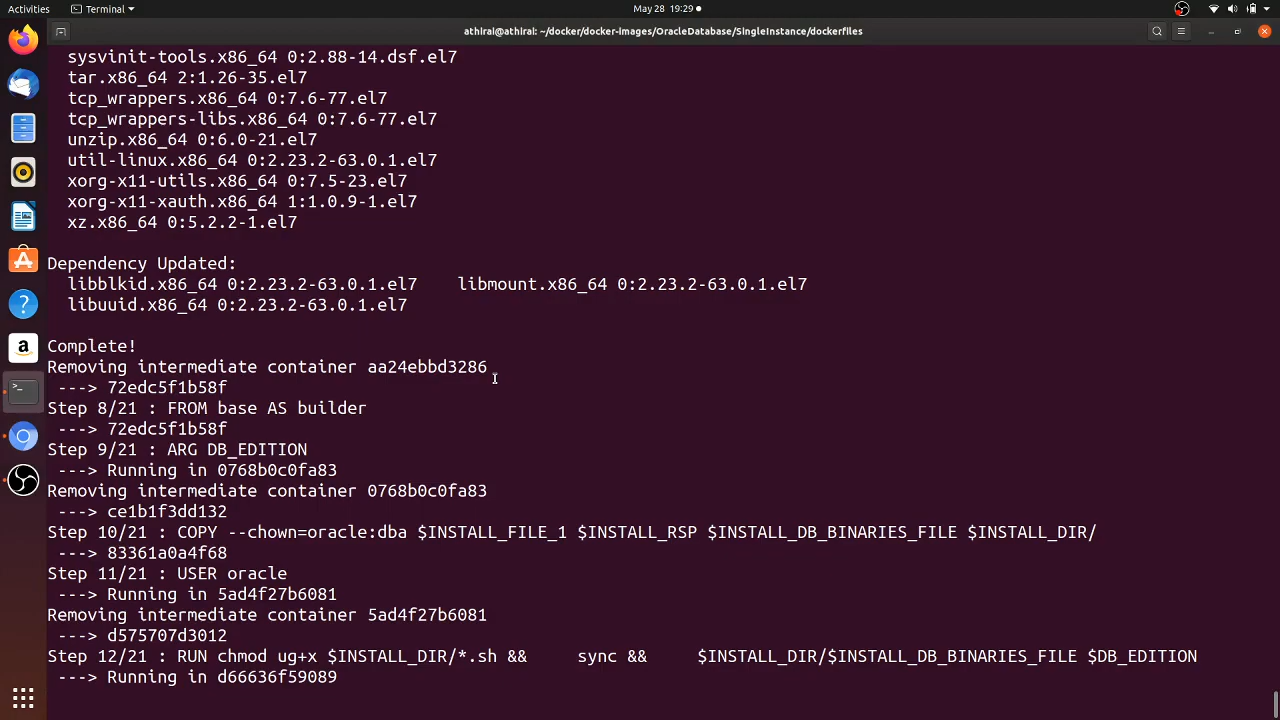 Activities
Terminal
May 28 19:29
athirai@athirai: ~/docker/docker-images/OracleDatabase/SingleInstance/dockerfiles
sysvinit-tools.x86_64 0:2.88-14.dsf.el7
tar.x86_64 2:1.26-35.el7
tcp_wrappers.x86_64 0:7.6-77.el7
tcp_wrappers-libs.x86_64 0:7.6-77.el7
unzip.x86_64 0:6.0-21.el7
util-linux.x86_64 0:2.23.2-63.0.1.el7
xorg-x11-utils.x86_64 0:7.5-23.el7
xorg-x11-xauth.x86_64 1:1.0.9-1.el7
xz.x86_64 0:5.2.2-1.el7
Dependency Updated:
libblkid.x86_64 0:2.23.2-63.0.1.el7    libmount.x86_64 0:2.23.2-63.0.1.el7
libuuid.x86_64 0:2.23.2-63.0.1.el7
Complete!
Removing intermediate container aa24ebbd3286
---> 72edc5f1b58f
Step 8/21 : FROM base AS builder
---> 72edc5f1b58f
Step 9/21 : ARG DB_EDITION
---> Running in 0768b0c0fa83
Removing intermediate container 0768b0c0fa83
---> ce1b1f3dd132
Step 10/21 : COPY --chown=oracle:dba $INSTALL_FILE_1 $INSTALL_RSP $INSTALL_DB_BINARIES_FILE $INSTALL_DIR/
---> 83361a0a4f68
Step 11/21 : USER oracle
---> Running in 5ad4f27b6081
Removing intermediate container 5ad4f27b6081
---> d575707d3012
Step 12/21 : RUN chmod ug+x $INSTALL_DIR/*.sh &&     sync &&     $INSTALL_DIR/$INSTALL_DB_BINARIES_FILE $DB_EDITION
---> Running in d66636f59089